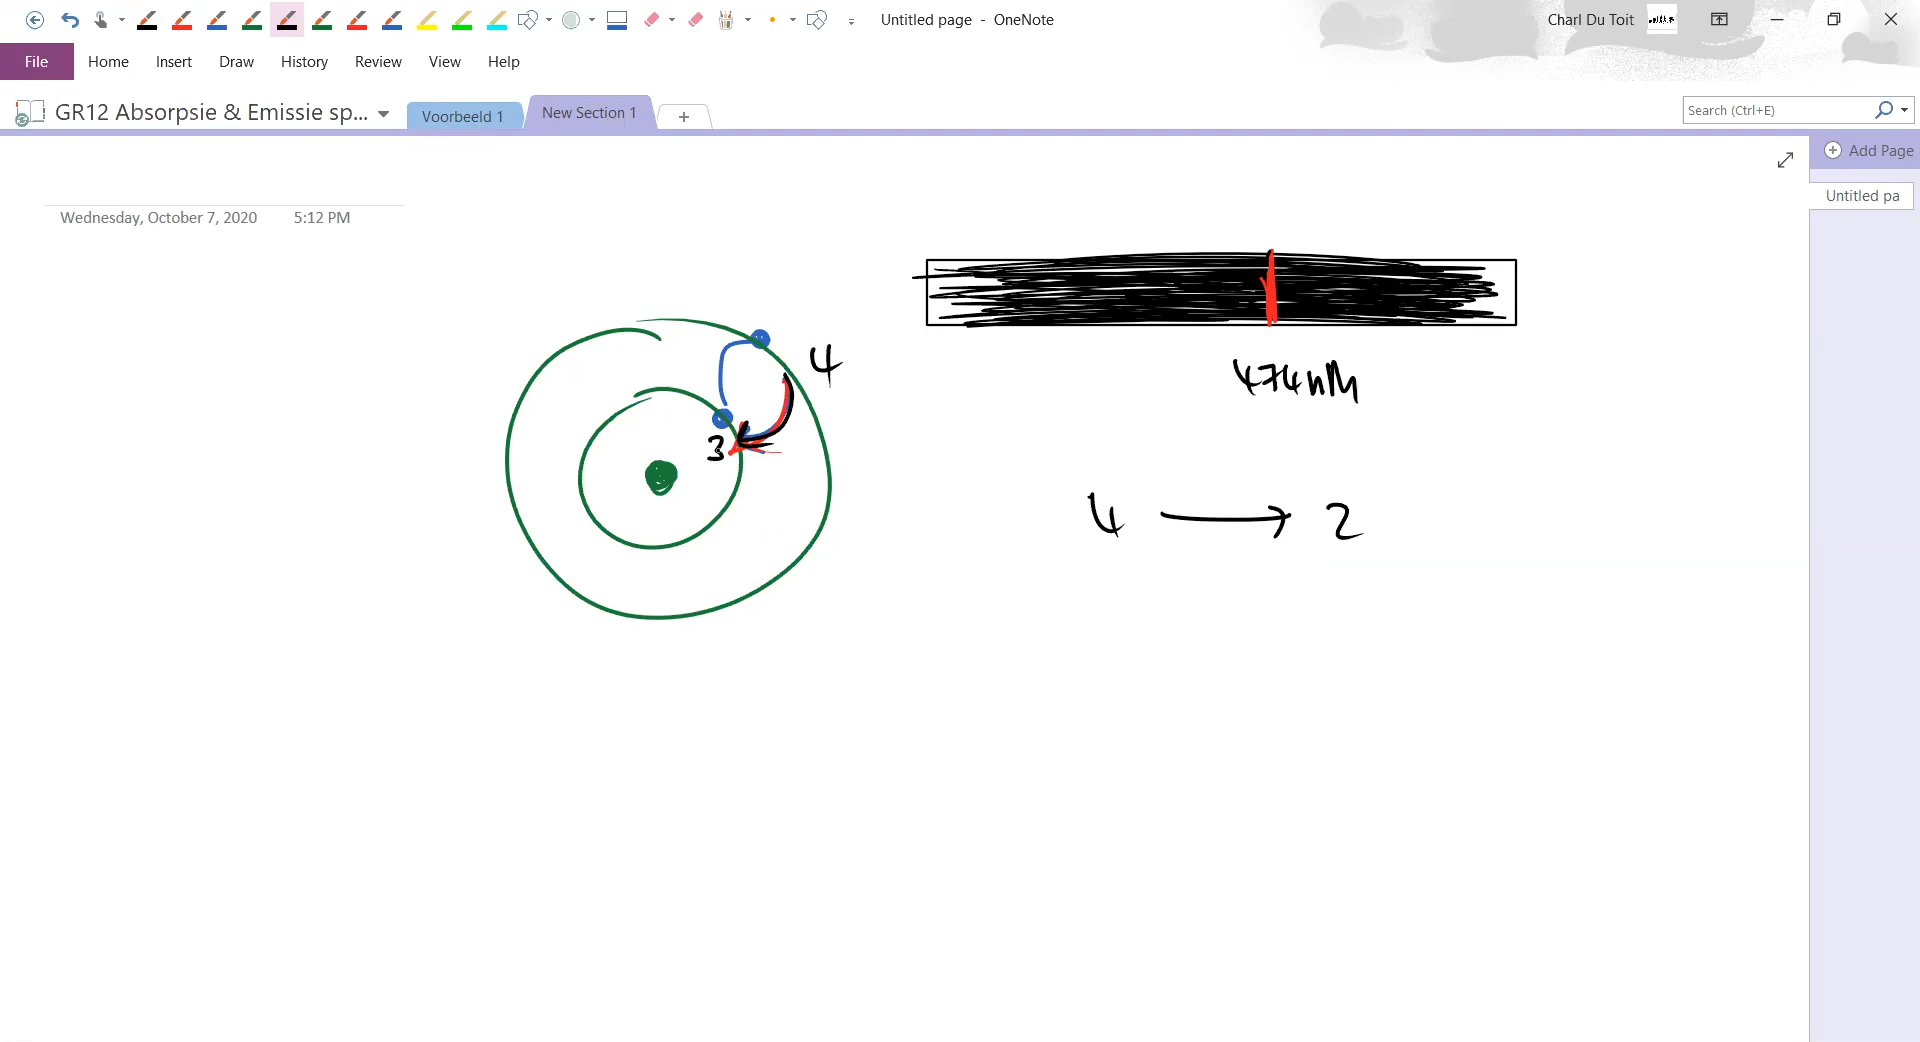 Untitled page - OneNote
Charl Du Toit
File Home Insert Draw History Review View Help
GR12 Absorpsie & Emissie sp...
Voorbeeld 1
New Section 1
Search (Ctrl+E)
Add Page
Untitled pa
Wednesday, October 7, 2020 5:12 PM
4
3
474nM
4 → 2